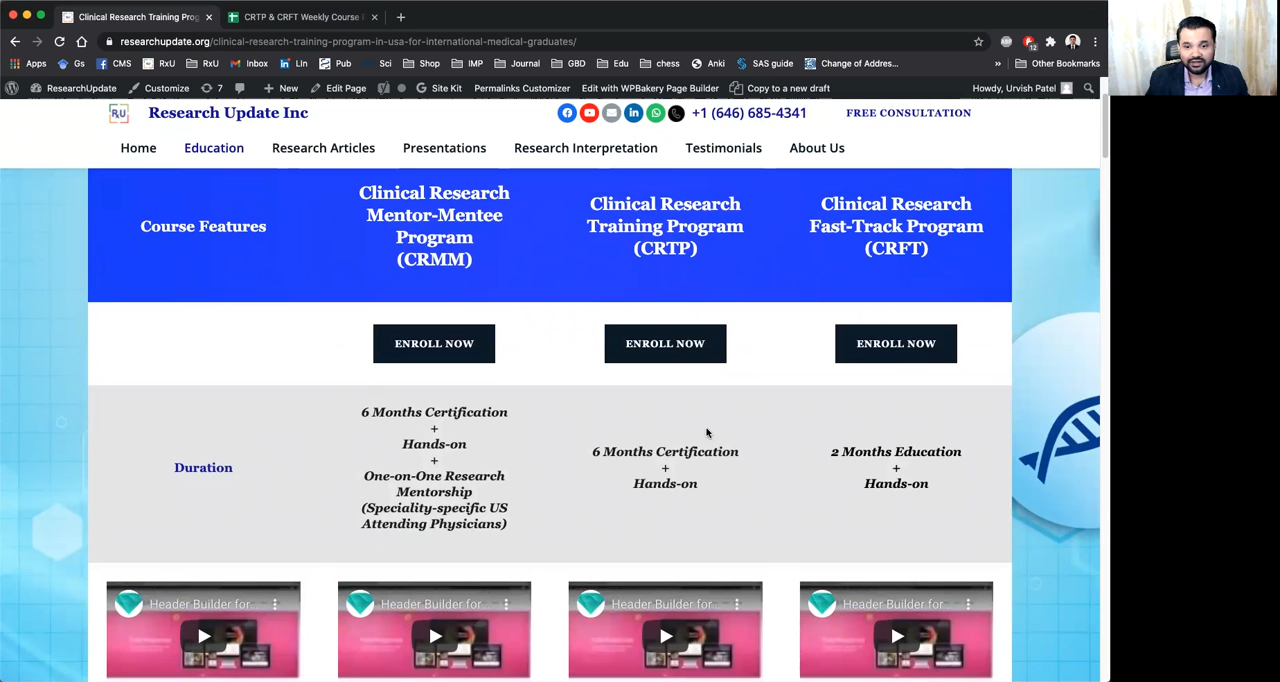 Clinical Research Training Prog
CRTP & CRFT Weekly Course
researchupdate.org/clinical-research-training-program-in-usa-for-international-medical-graduates/
12
Apps Gs CMS RxU RxU Inbox LIn Pub Sci Shop IMP Journal GBD Edu chess Anki SAS guide Change of Addres... » Other Bookmarks
ResearchUpdate Customize 7 New Edit Page Site Kit Permalinks Customizer Edit with WPBakery Page Builder Copy to a new draft Howdy, Urvish Patel
RU Research Update Inc +1 (646) 685-4341 FREE CONSULTATION
Home Education Research Articles Presentations Research Interpretation Testimonials About Us
Course Features
Clinical Research
Mentor-Mentee
Program
(CRMM)
Clinical Research
Training Program
(CRTP)
Clinical Research
Fast-Track Program
(CRFT)
ENROLL NOW ENROLL NOW ENROLL NOW
Duration
6 Months Certification
+
Hands-on
+
One-on-One Research
Mentorship
(Speciality-specific US
Attending Physicians)
6 Months Certification
+
Hands-on
2 Months Education
+
Hands-on
Header Builder for... Header Builder for... Header Builder for... Header Builder for...